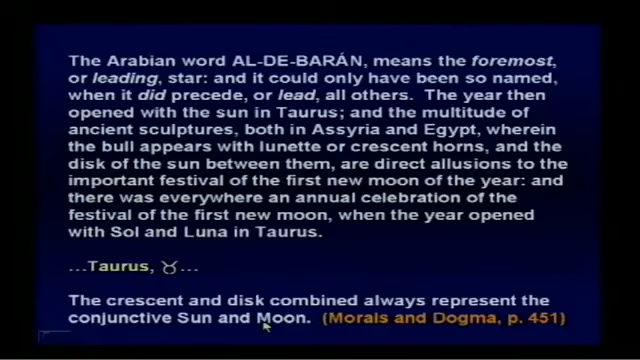 The Arabian word AL-DE-BARÁN, means the foremost,
or leading, star: and it could only have been so named,
when it did precede, or lead, all others. The year then
opened with the sun in Taurus; and the multitude of
ancient sculptures, both in Assyria and Egypt, wherein
the bull appears with lunette or crescent horns, and the
disk of the sun between them, are direct allusions to the
important festival of the first new moon of the year: and
there was everywhere an annual celebration of the
festival of the first new moon, when the year opened
with Sol and Luna in Taurus.
...Taurus, ♉...
The crescent and disk combined always represent the
conjunctive Sun and Moon. (Morals and Dogma, p. 451)